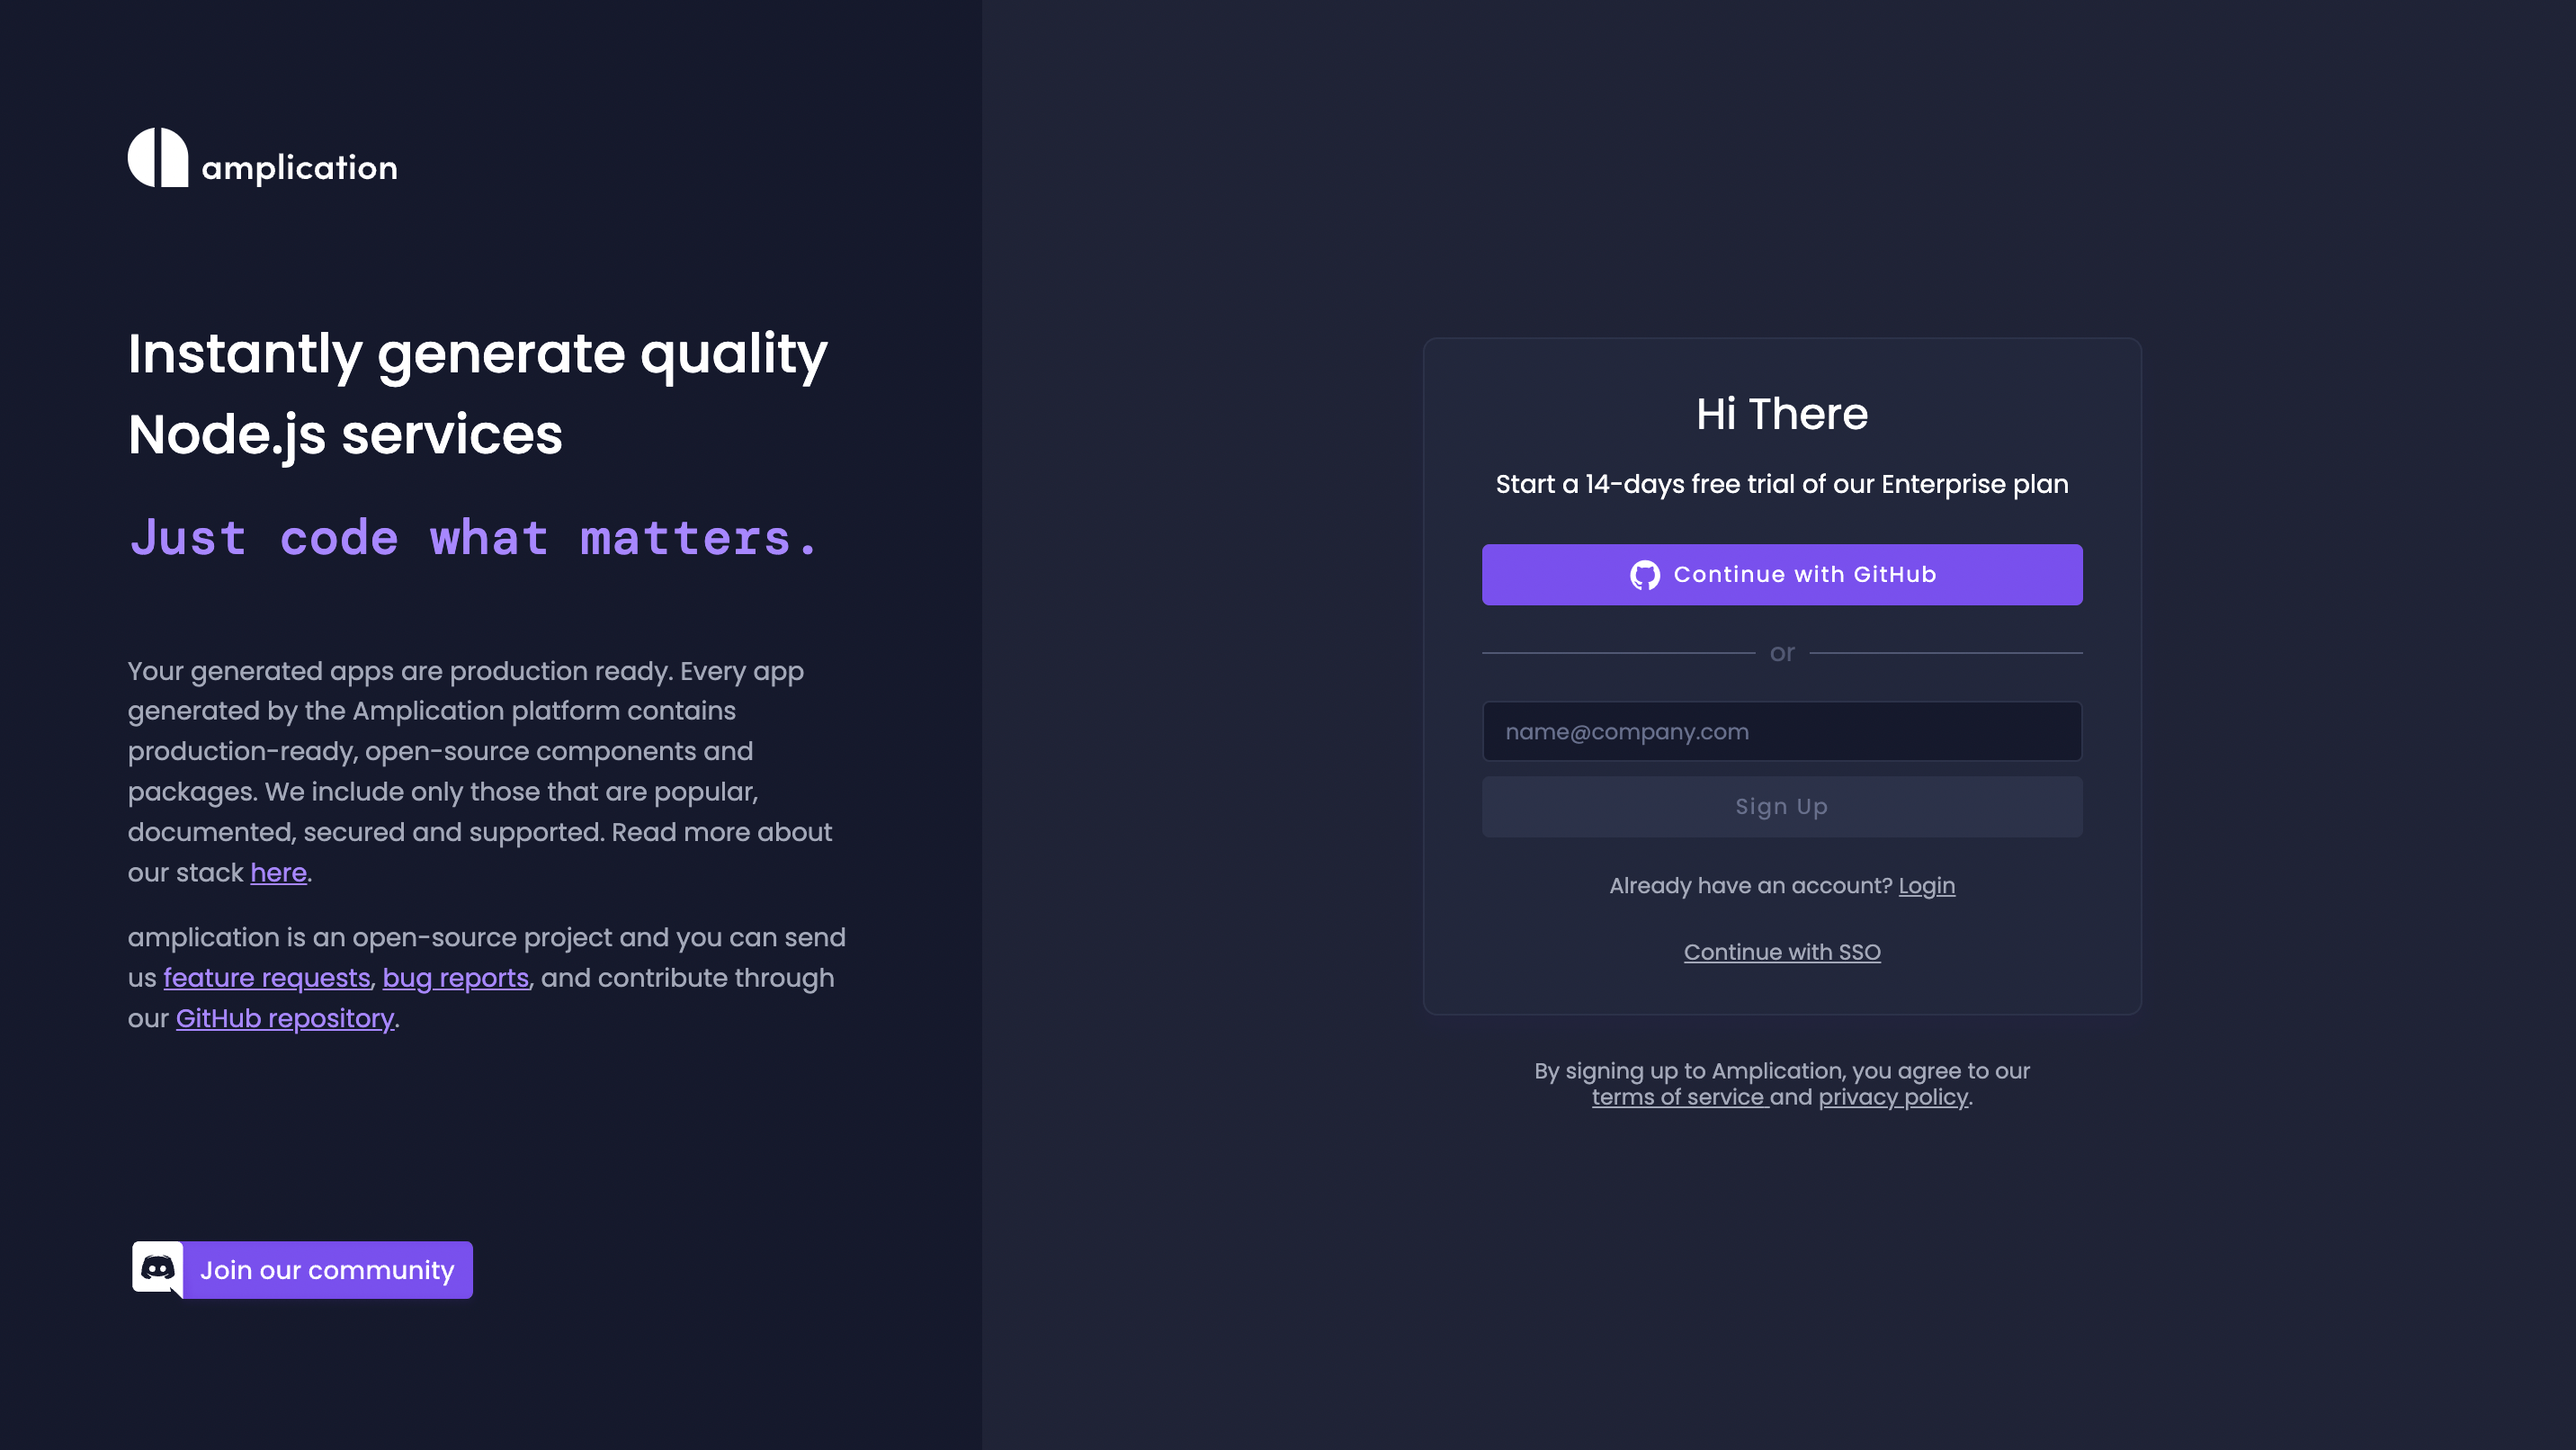 amplication
Instantly generate quality
Node.js services
Just code what matters.
Your generated apps are production ready. Every app
generated by the Amplication platform contains
production-ready, open-source components and
packages. We include only those that are popular,
documented, secured and supported. Read more about
our stack here.
amplication is an open-source project and you can send
us feature requests, bug reports, and contribute through
our GitHub repository.
Join our community
Hi There
Start a 14-days free trial of our Enterprise plan
Continue with GitHub
or
name@company.com
Sign Up
Already have an account? Login
Continue with SSO
By signing up to Amplication, you agree to our
terms of service and privacy policy.